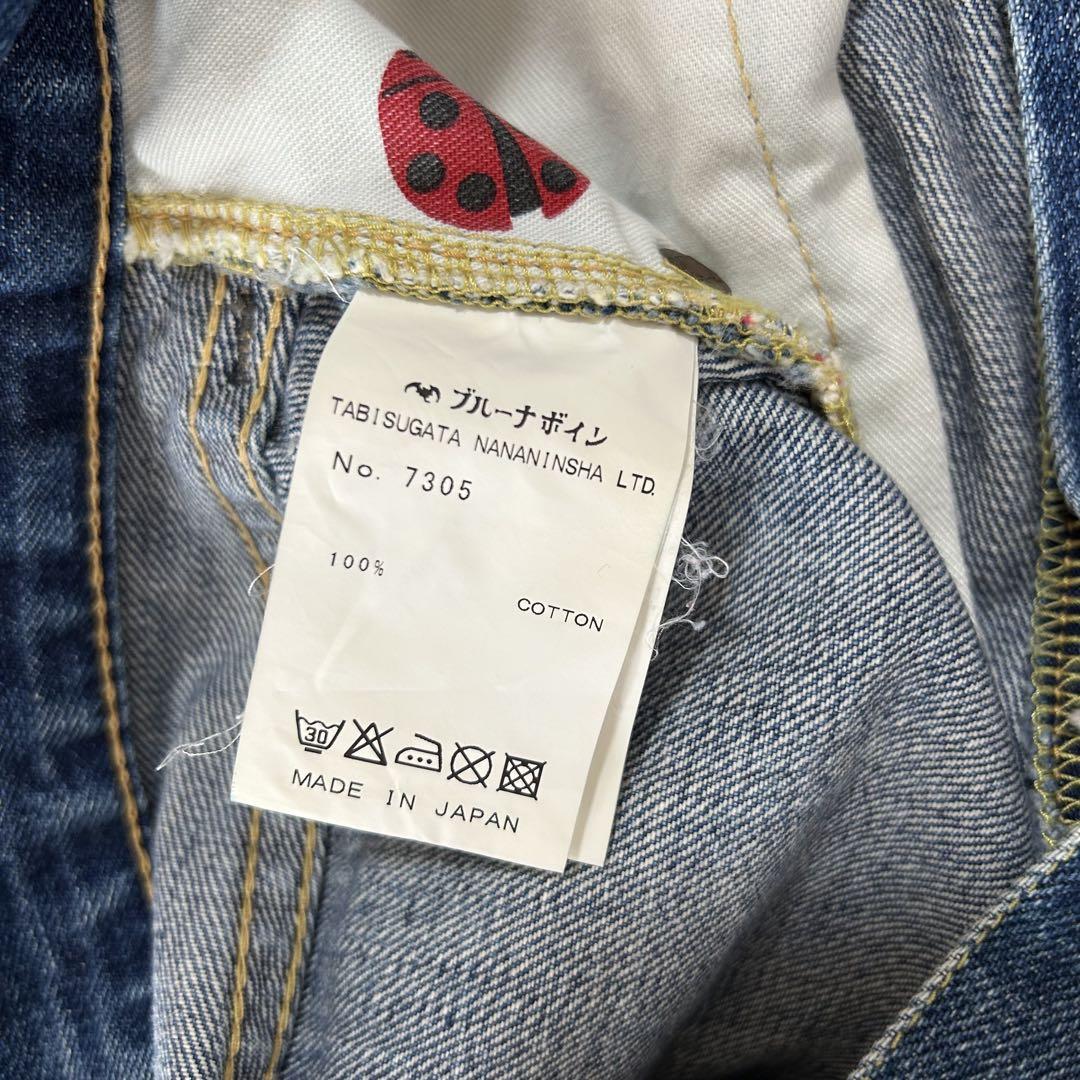 ブルーナボイン
TABISUGATA NANANINSHA LTD.
No. 7305
100%
COTTON
30
MADE IN JAPAN